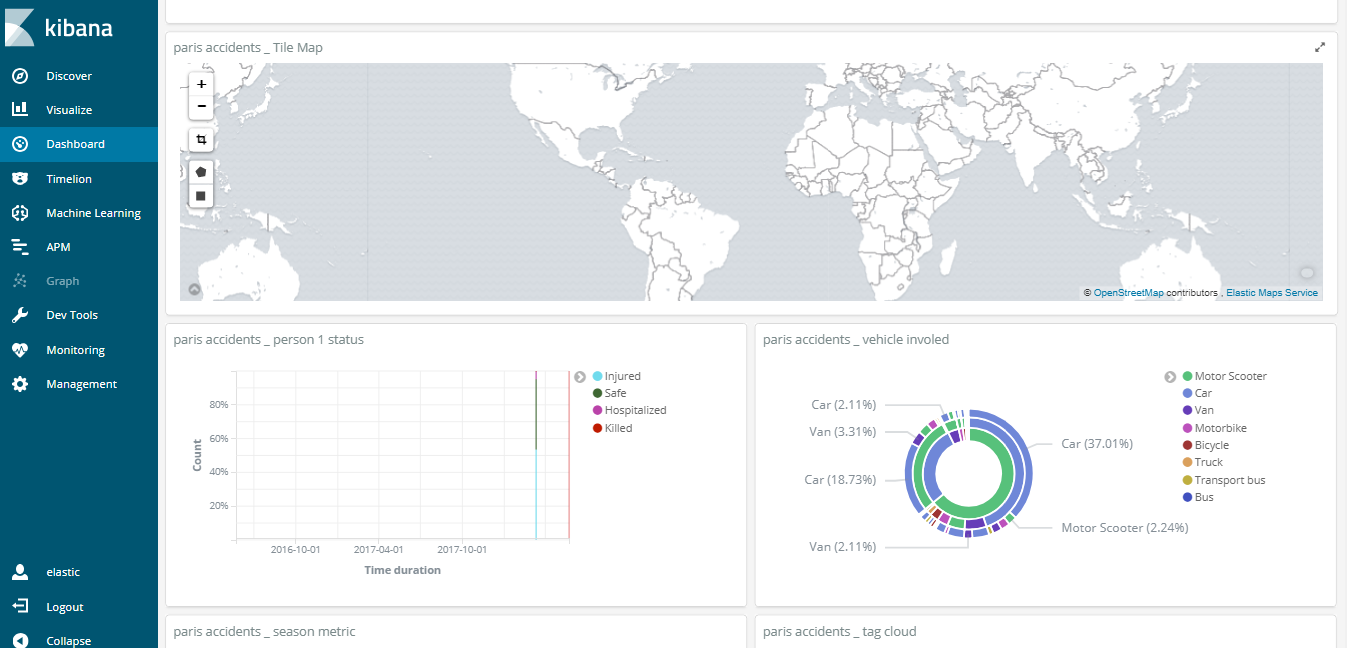 kibana
Discover
Visualize
Dashboard
Timelion
Machine Learning
APM
Graph
Dev Tools
Monitoring
Management
elastic
Logout
Collapse
paris accidents _ Tile Map
+
−
© OpenStreetMap contributors , Elastic Maps Service
paris accidents _ person 1 status
80%
60%
40%
20%
Count
2016-10-01 2017-04-01 2017-10-01
Time duration
Injured
Safe
Hospitalized
Killed
paris accidents _ vehicle involed
Car (2.11%)
Van (3.31%)
Car (18.73%)
Van (2.11%)
Car (37.01%)
Motor Scooter (2.24%)
Motor Scooter
Car
Van
Motorbike
Bicycle
Truck
Transport bus
Bus
paris accidents _ season metric
paris accidents _ tag cloud